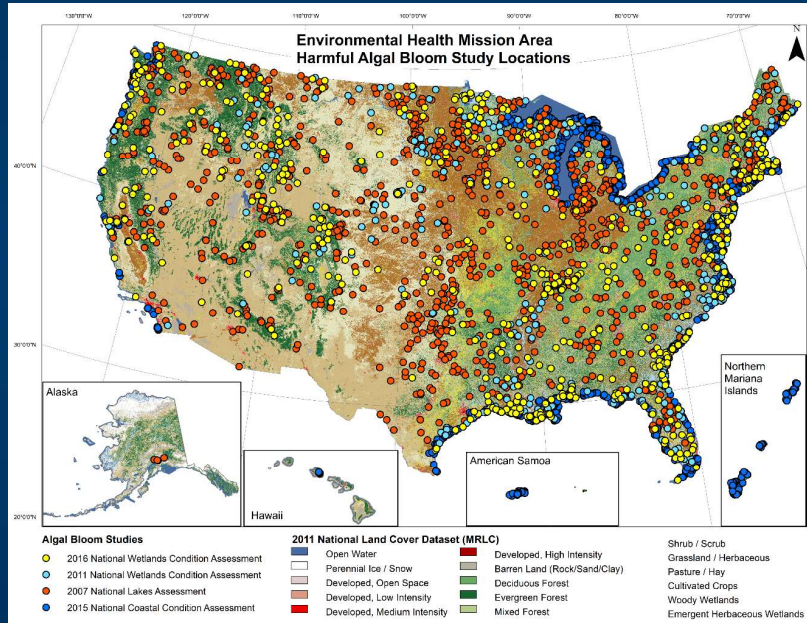 130°0'0"W
120°0'0"W
110°0'0"W
100°0'0"W
90°0'0"W
80°0'0"W
70°0'0"W
N
Environmental Health Mission Area
Harmful Algal Bloom Study Locations
40°0'0"N
30°0'0"N
20°0'0"N
Alaska
Hawaii
American Samoa
Northern
Mariana
Islands
Algal Bloom Studies
2016 National Wetlands Condition Assessment
2011 National Wetlands Condition Assessment
2007 National Lakes Assessment
2015 National Coastal Condition Assessment
2011 National Land Cover Dataset (MRLC)
Open Water
Perennial Ice / Snow
Developed, Open Space
Developed, Low Intensity
Developed, Medium Intensity
Developed, High Intensity
Barren Land (Rock/Sand/Clay)
Deciduous Forest
Evergreen Forest
Mixed Forest
Shrub / Scrub
Grassland / Herbaceous
Pasture / Hay
Cultivated Crops
Woody Wetlands
Emergent Herbaceous Wetlands